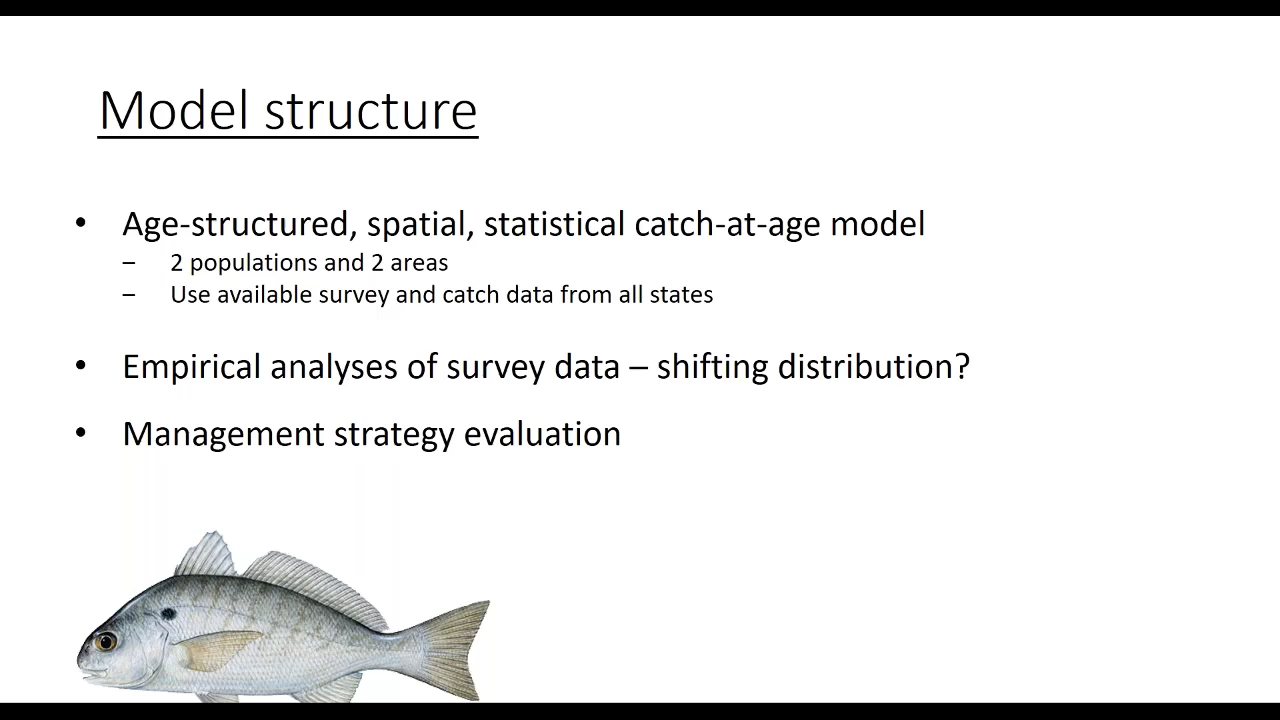 Model structure
• Age-structured, spatial, statistical catch-at-age model
– 2 populations and 2 areas
– Use available survey and catch data from all states
• Empirical analyses of survey data – shifting distribution?
• Management strategy evaluation